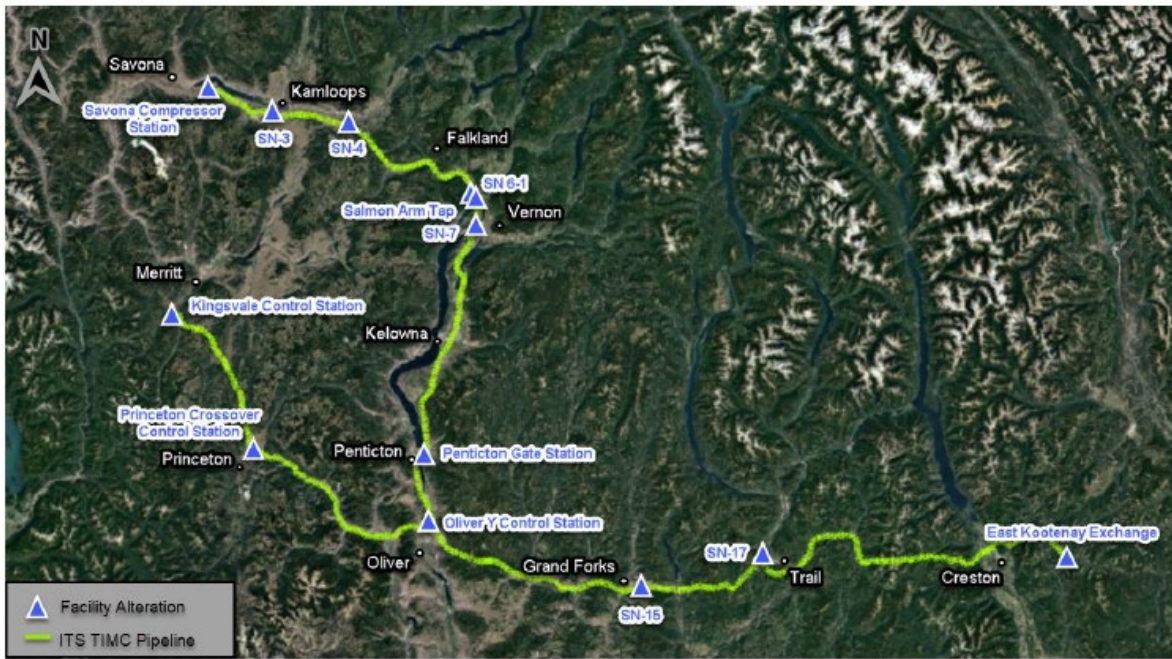 N
Savona
Savona Compressor
Station
Kamloops
SN-3
SN-4
Falkland
SN 6-1
Salmon Arm Tap
Vernon
SN-7
Merritt
Kingsvale Control Station
Kelowna
Princeton Crossover
Control Station
Princeton
Penticton
Penticton Gate Station
Oliver Y Control Station
Oliver
Grand Forks
SN-15
SN-17
Trail
East Kootenay Exchange
Creston
Facility Alteration
ITS TIMC Pipeline